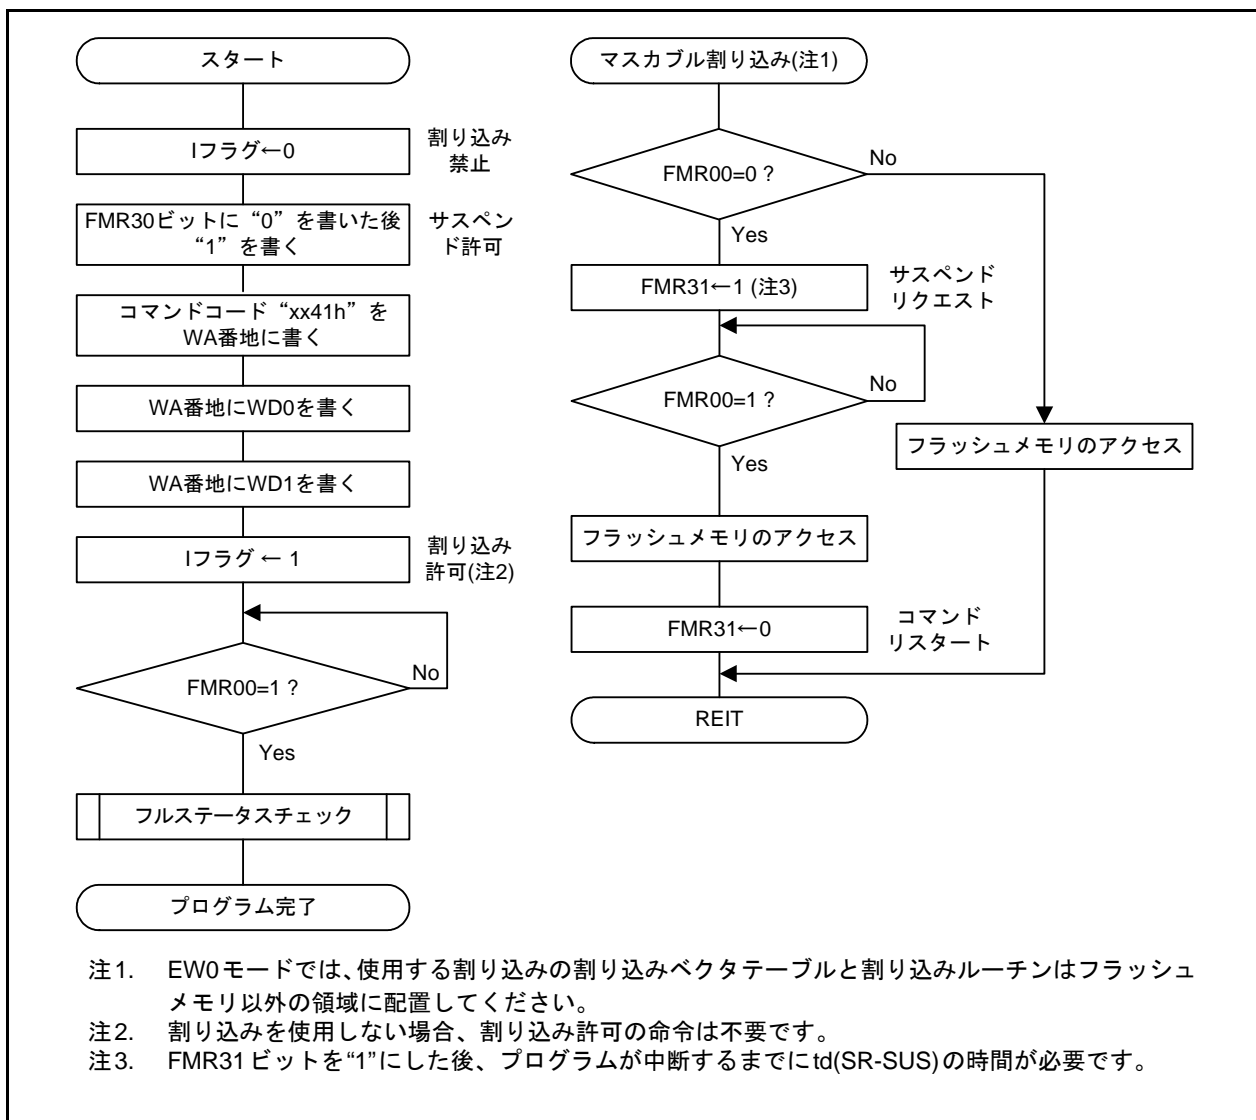 スタート
Iフラグ←0
割り込み
禁止
FMR30ビットに“0”を書いた後
“1”を書く
サスペン
ド許可
コマンドコード“xx41h”を
WA番地に書く
WA番地にWD0を書く
WA番地にWD1を書く
Iフラグ ← 1
割り込み
許可(注2)
FMR00=1 ?
No
Yes
フルステータスチェック
プログラム完了
マスカブル割り込み(注1)
FMR00=0 ?
No
Yes
FMR31←1 (注3)
サスペンド
リクエスト
FMR00=1 ?
No
Yes
フラッシュメモリのアクセス
フラッシュメモリのアクセス
FMR31←0
コマンド
リスタート
REIT
注1. EW0モードでは、使用する割り込みの割り込みベクタテーブルと割り込みルーチンはフラッシュ
メモリ以外の領域に配置してください。
注2. 割り込みを使用しない場合、割り込み許可の命令は不要です。
注3. FMR31ビットを“1”にした後、プログラムが中断するまでにtd(SR-SUS)の時間が必要です。